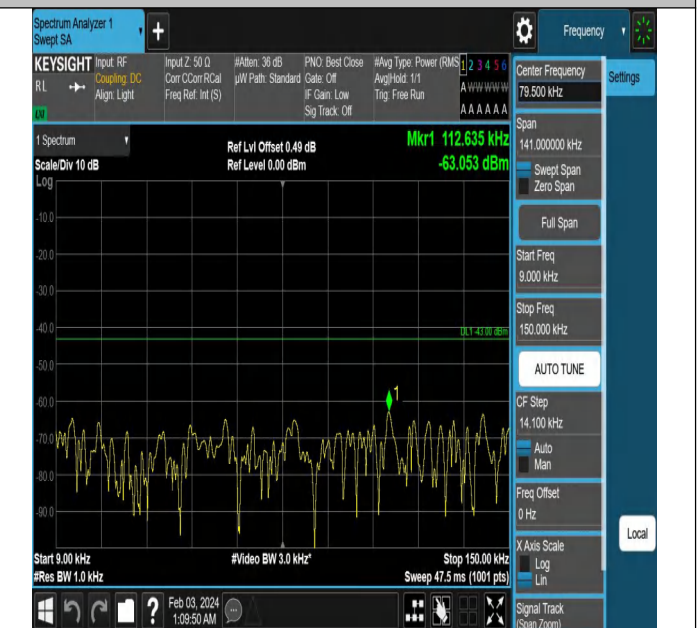 Spectrum Analyzer 1
Swept SA
+
Frequency
KEYSIGHT
RL
LXI
Input: RF
Coupling: DC
Align: Light
Input Z: 50 Ω
Corr CCorr RCal
Freq Ref: Int (S)
#Atten: 36 dB
µW Path: Standard
PNO: Best Close
Gate: Off
IF Gain: Low
Sig Track: Off
#Avg Type: Power (RMS
Avg|Hold: 1/1
Trig: Free Run
1 2 3 4 5 6
A W W W W W
A A A A A A
1 Spectrum
Scale/Div 10 dB
Log
Ref Lvl Offset 0.49 dB
Ref Level 0.00 dBm
Mkr1 112.635 kHz
-63.053 dBm
-10.0
-20.0
-30.0
-40.0
DL1 -43.00 dBm
-50.0
-60.0
1
-70.0
-80.0
-90.0
Start 9.00 kHz
#Res BW 1.0 kHz
#Video BW 3.0 kHz*
Stop 150.00 kHz
Sweep 47.5 ms (1001 pts)
?
Feb 03, 2024
1:09:50 AM
Center Frequency
79.500 kHz
Settings
Span
141.000000 kHz
Swept Span
Zero Span
Full Span
Start Freq
9.000 kHz
Stop Freq
150.000 kHz
AUTO TUNE
CF Step
14.100 kHz
Auto
Man
Freq Offset
0 Hz
Local
X Axis Scale
Log
Lin
Signal Track
(Span Zoom)